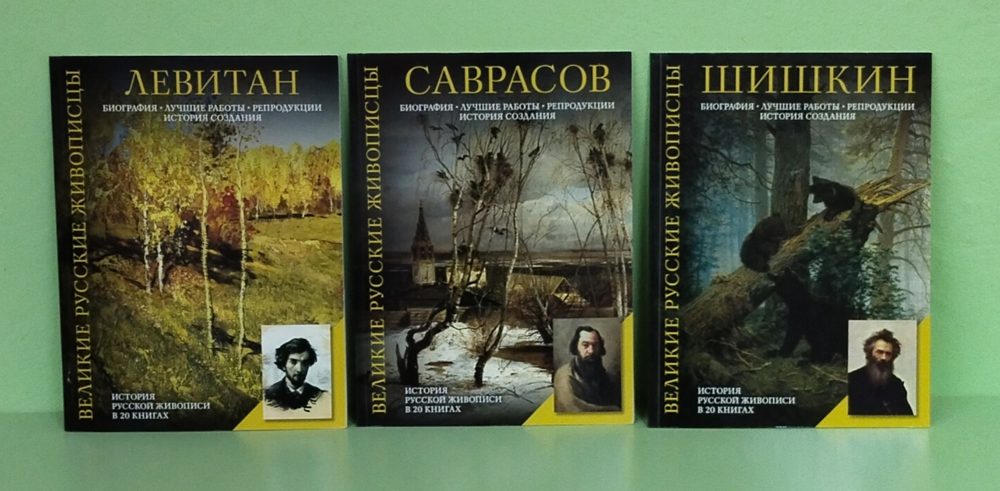 ВЕЛИКИЕ РУССКИЕ ЖИВОПИСЦЫ
ЛЕВИТАН
БИОГРАФИЯ • ЛУЧШИЕ РАБОТЫ • РЕПРОДУКЦИИ
ИСТОРИЯ СОЗДАНИЯ
ИСТОРИЯ
РУССКОЙ ЖИВОПИСИ
В 20 КНИГАХ
ВЕЛИКИЕ РУССКИЕ ЖИВОПИСЦЫ
САВРАСОВ
БИОГРАФИЯ • ЛУЧШИЕ РАБОТЫ • РЕПРОДУКЦИИ
ИСТОРИЯ СОЗДАНИЯ
ИСТОРИЯ
РУССКОЙ ЖИВОПИСИ
В 20 КНИГАХ
ВЕЛИКИЕ РУССКИЕ ЖИВОПИСЦЫ
ШИШКИН
БИОГРАФИЯ • ЛУЧШИЕ РАБОТЫ • РЕПРОДУКЦИИ
ИСТОРИЯ СОЗДАНИЯ
ИСТОРИЯ
РУССКОЙ ЖИВОПИСИ
В 20 КНИГАХ